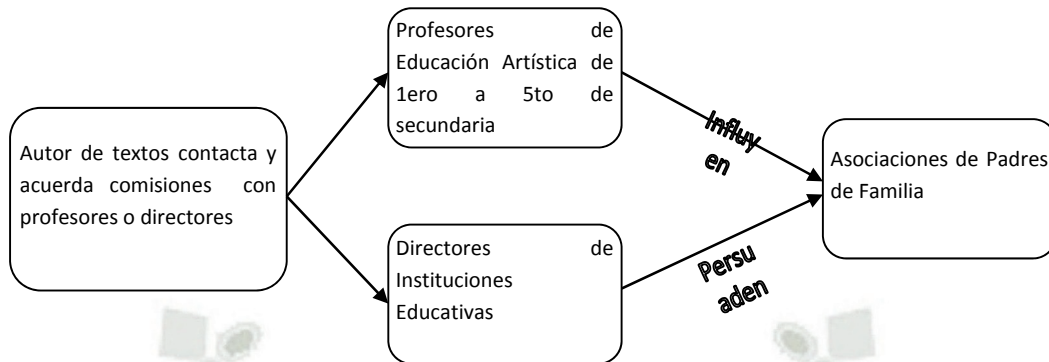 Autor de textos contacta y
acuerda comisiones con
profesores o directores
Profesores de
Educación Artística de
1ero a 5to de
secundaria
Directores de
Instituciones
Educativas
Influy
en
Persu
aden
Asociaciones de Padres
de Familia